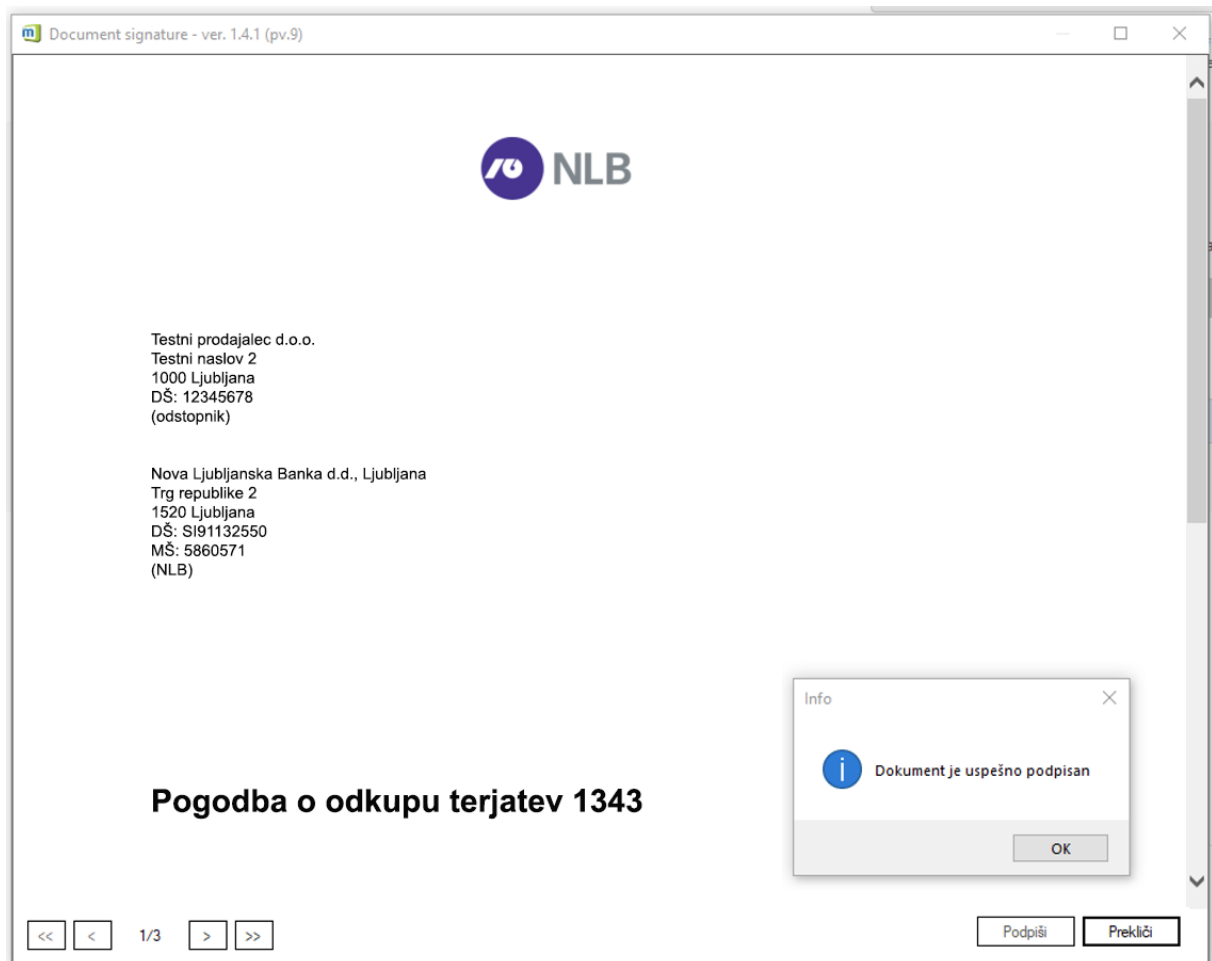 Document signature - ver. 1.4.1 (pv.9)
NLB
Testni prodajalec d.o.o.
Testni naslov 2
1000 Ljubljana
DŠ: 12345678
(odstopnik)
Nova Ljubljanska Banka d.d., Ljubljana
Trg republike 2
1520 Ljubljana
DŠ: SI91132550
MŠ: 5860571
(NLB)
Pogodba o odkupu terjatev 1343
Info
Dokument je uspešno podpisan
OK
<< < 1/3 > >>
Podpiši Prekliči